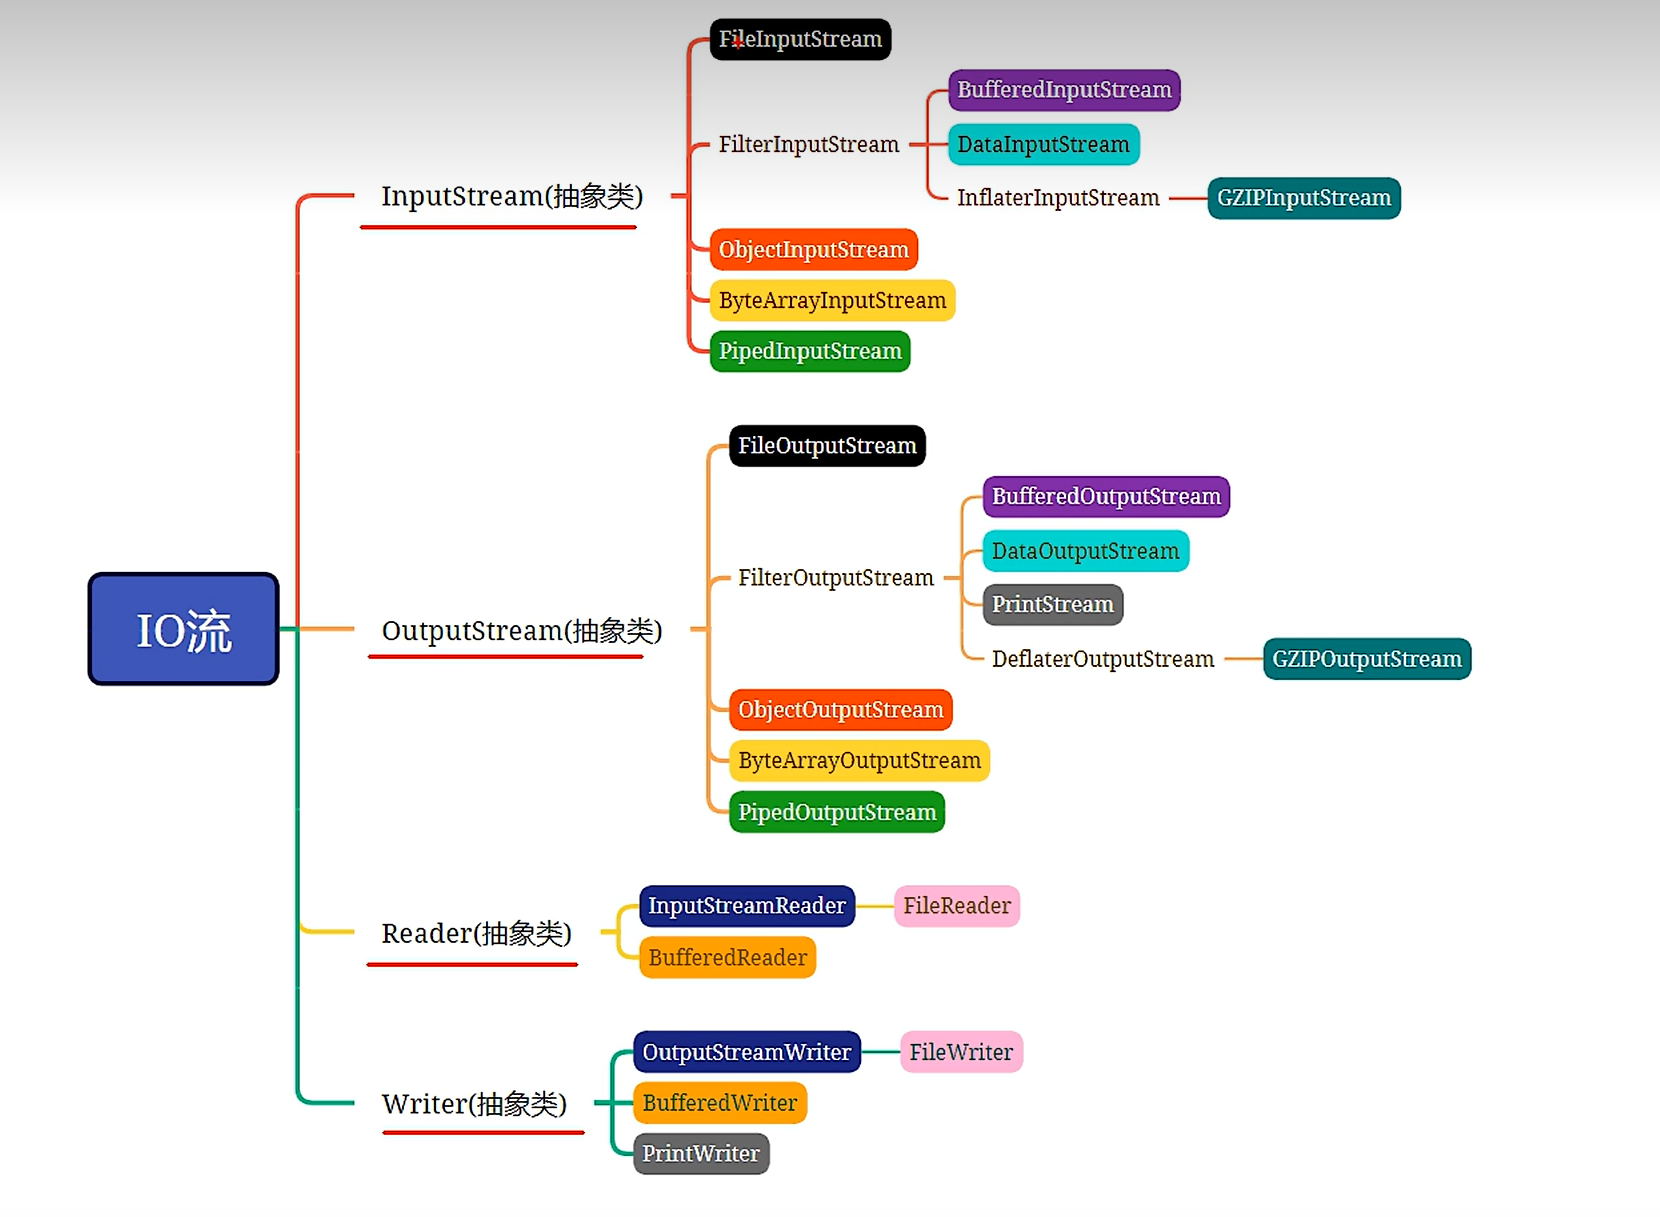 FileInputStream
BufferedInputStream
FilterInputStream
DataInputStream
InputStream(抽象类)
InflaterInputStream
GZIPInputStream
ObjectInputStream
ByteArrayInputStream
PipedInputStream
FileOutputStream
BufferedOutputStream
DataOutputStream
FilterOutputStream
PrintStream
IO流
OutputStream(抽象类)
DeflaterOutputStream
GZIPOutputStream
ObjectOutputStream
ByteArrayOutputStream
PipedOutputStream
InputStreamReader
FileReader
Reader(抽象类)
BufferedReader
OutputStreamWriter
FileWriter
Writer(抽象类)
BufferedWriter
PrintWriter